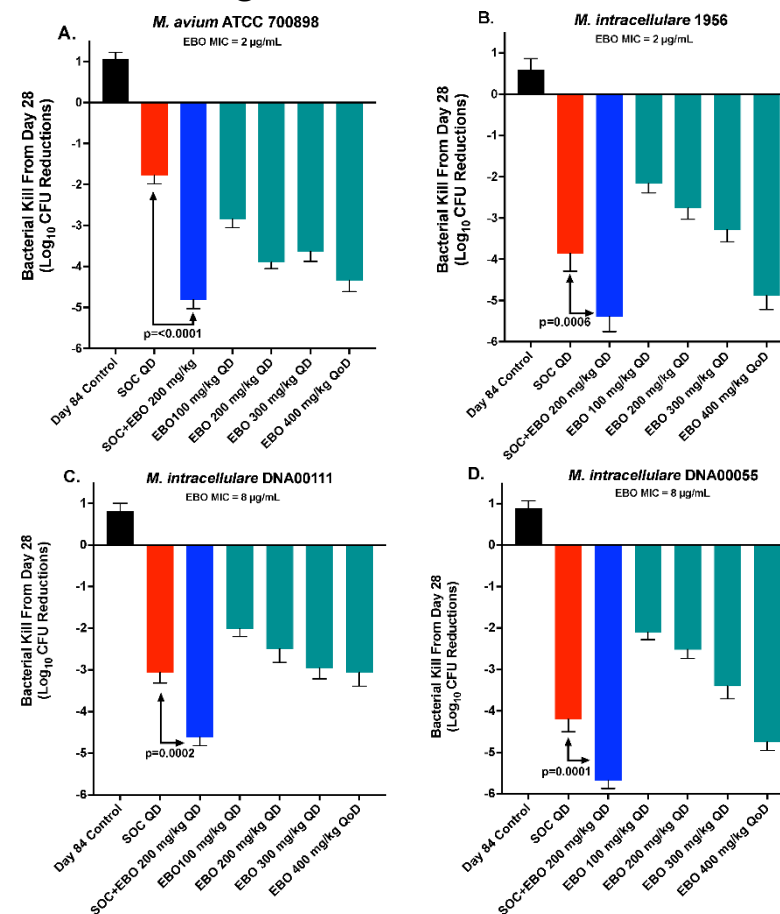 A.
M. avium ATCC 700898
EBO MIC = 2 µg/mL
Bacterial Kill From Day 28
(Log10 CFU Reductions)
1
0
-1
-2
-3
-4
-5
-6
p=<0.0001
Day 84 Control
SOC QD
SOC+EBO 200 mg/kg
EBO100 mg/kg QD
EBO 200 mg/kg QD
EBO 300 mg/kg QD
EBO 400 mg/kg QoD
B.
M. intracellulare 1956
EBO MIC = 2 µg/mL
Bacterial Kill From Day 28
(Log10 CFU Reductions)
1
0
-1
-2
-3
-4
-5
-6
p=0.0006
Day 84 Control
SOC QD
SOC+EBO 200 mg/kg QD
EBO 100 mg/kg QD
EBO 200 mg/kg QD
EBO 300 mg/kg QD
EBO 400 mg/kg QoD
C.
M. intracellulare DNA00111
EBO MIC = 8 µg/mL
Bacterial Kill From Day 28
(Log10 CFU Reductions)
1
0
-1
-2
-3
-4
-5
-6
p=0.0002
Day 84 Control
SOC QD
SOC+EBO 200 mg/kg QD
EBO100 mg/kg QD
EBO 200 mg/kg QD
EBO 300 mg/kg QD
EBO 400 mg/kg QoD
D.
M. intracellulare DNA00055
EBO MIC = 8 µg/mL
Bacterial Kill From Day 28
(Log10 CFU Reductions)
1
0
-1
-2
-3
-4
-5
-6
p=0.0001
Day 84 Control
SOC QD
SOC+EBO 200 mg/kg QD
EBO 100 mg/kg QD
EBO 200 mg/kg QD
EBO 300 mg/kg QD
EBO 400 mg/kg QoD